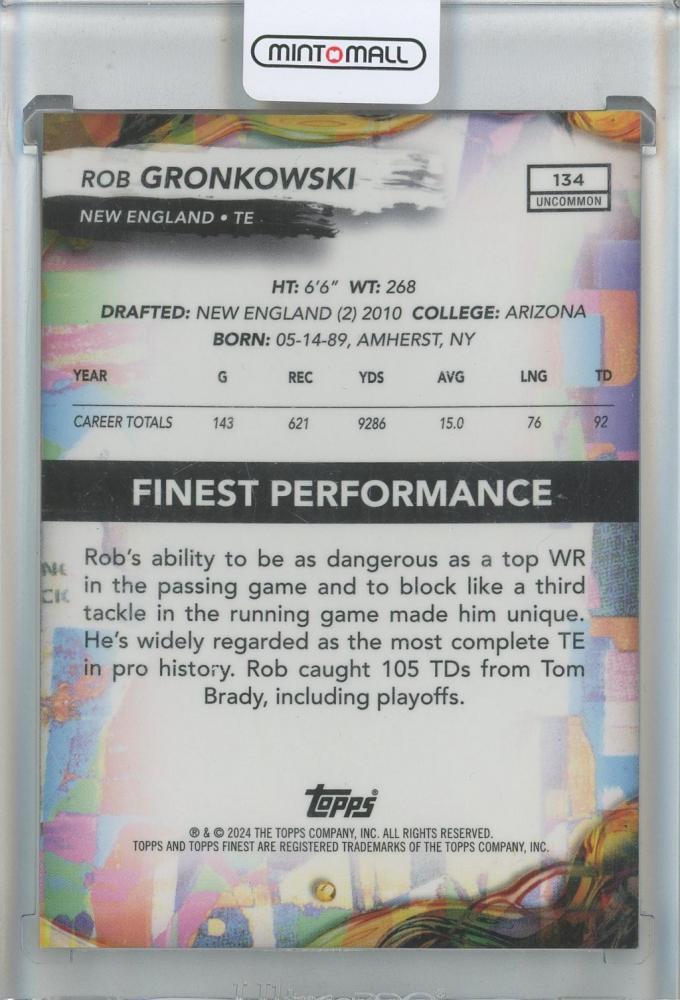 MINT MALL
ROB GRONKOWSKI
134
UNCOMMON
NEW ENGLAND • TE
HT: 6'6" WT: 268
DRAFTED: NEW ENGLAND (2) 2010 COLLEGE: ARIZONA
BORN: 05-14-89, AMHERST, NY
YEAR G REC YDS AVG LNG TD
CAREER TOTALS 143 621 9286 15.0 76 92
FINEST PERFORMANCE
Rob's ability to be as dangerous as a top WR
in the passing game and to block like a third
tackle in the running game made him unique.
He's widely regarded as the most complete TE
in pro history. Rob caught 105 TDs from Tom
Brady, including playoffs.
topps®
® & © 2024 THE TOPPS COMPANY, INC. ALL RIGHTS RESERVED.
TOPPS AND TOPPS FINEST ARE REGISTERED TRADEMARKS OF THE TOPPS COMPANY, INC.